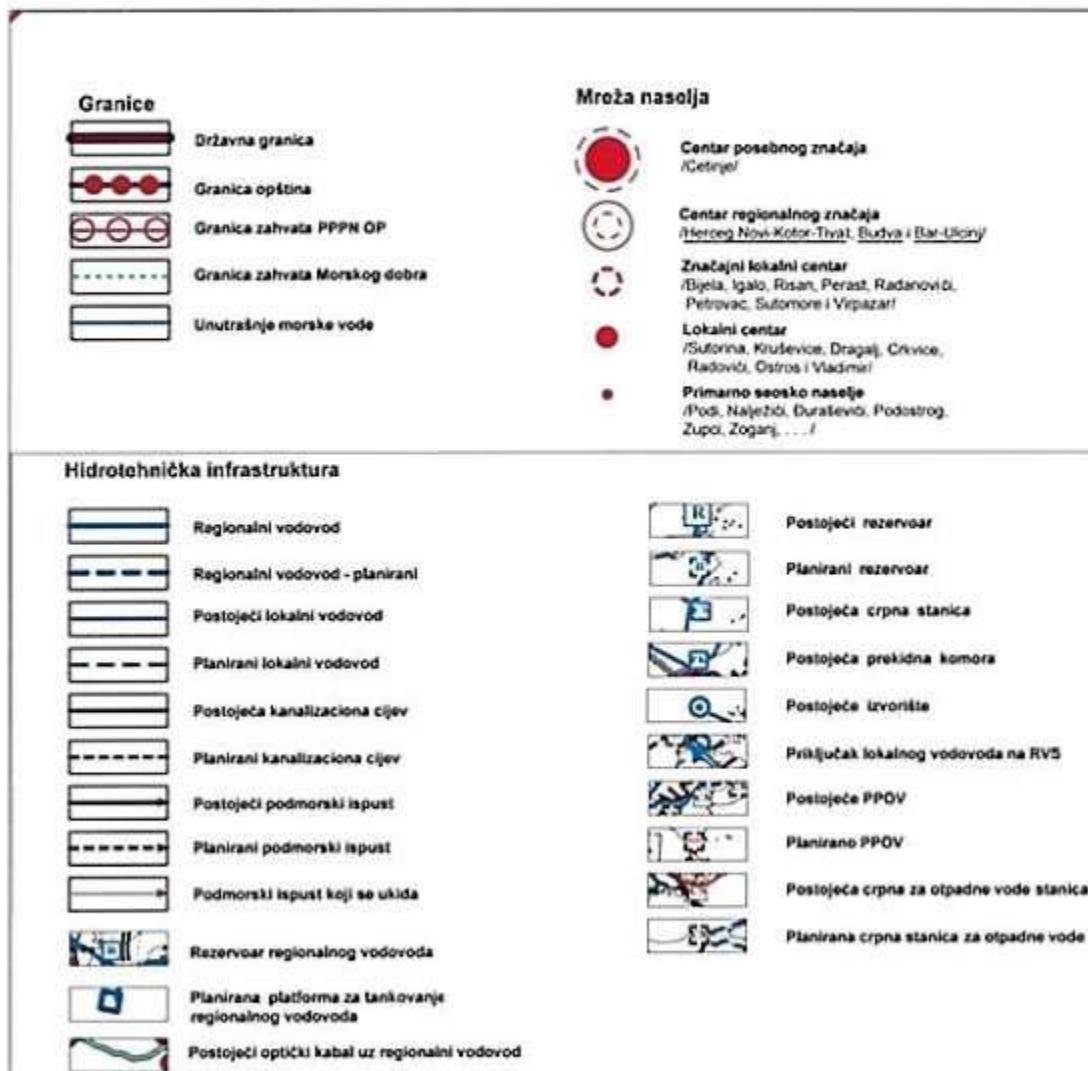 Granice
Državna granica
Granica opština
Granica zahvata PPPN OP
Granica zahvata Morskog dobra
Unutrašnje morske vode
Mreža naselja
Centar posebnog značaja
/Cetinje/
Centar regionalnog značaja
/Herceg Novi-Kotor-Tivat, Budva i Bar-Ulcinj/
Značajni lokalni centar
/Bijela, Igalo, Risan, Perast, Radanovići,
Petrovac, Sutomore i Virpazar/
Lokalni centar
/Sutorina, Kruševice, Dragalj, Crkvice,
Radovići, Ostros i Vladimir/
Primarno seosko naselje
/Podi, Nalježići, Đuraševići, Podostrog,
Zupci, Zoganj, . . . /
Hidrotehnička infrastruktura
Regionalni vodovod
Regionalni vodovod - planirani
Postojeći lokalni vodovod
Planirani lokalni vodovod
Postojeća kanalizaciona cijev
Planirani kanalizaciona cijev
Postojeći podmorski ispust
Planirani podmorski ispust
Podmorski ispust koji se ukida
Rezervoar regionalnog vodovoda
Planirana platforma za tankovanje
regionalnog vodovoda
Postojeći optički kabal uz regionalni vodovod
R
Postojeći rezervoar
Planirani rezervoar
Postojeća crpna stanica
Postojeća prekidna komora
Postojeće izvorište
Priključak lokalnog vodovoda na RVS
Postojeće PPOV
Planirano PPOV
Postojeća crpna za otpadne vode stanica
Planirana crpna stanica za otpadne vode